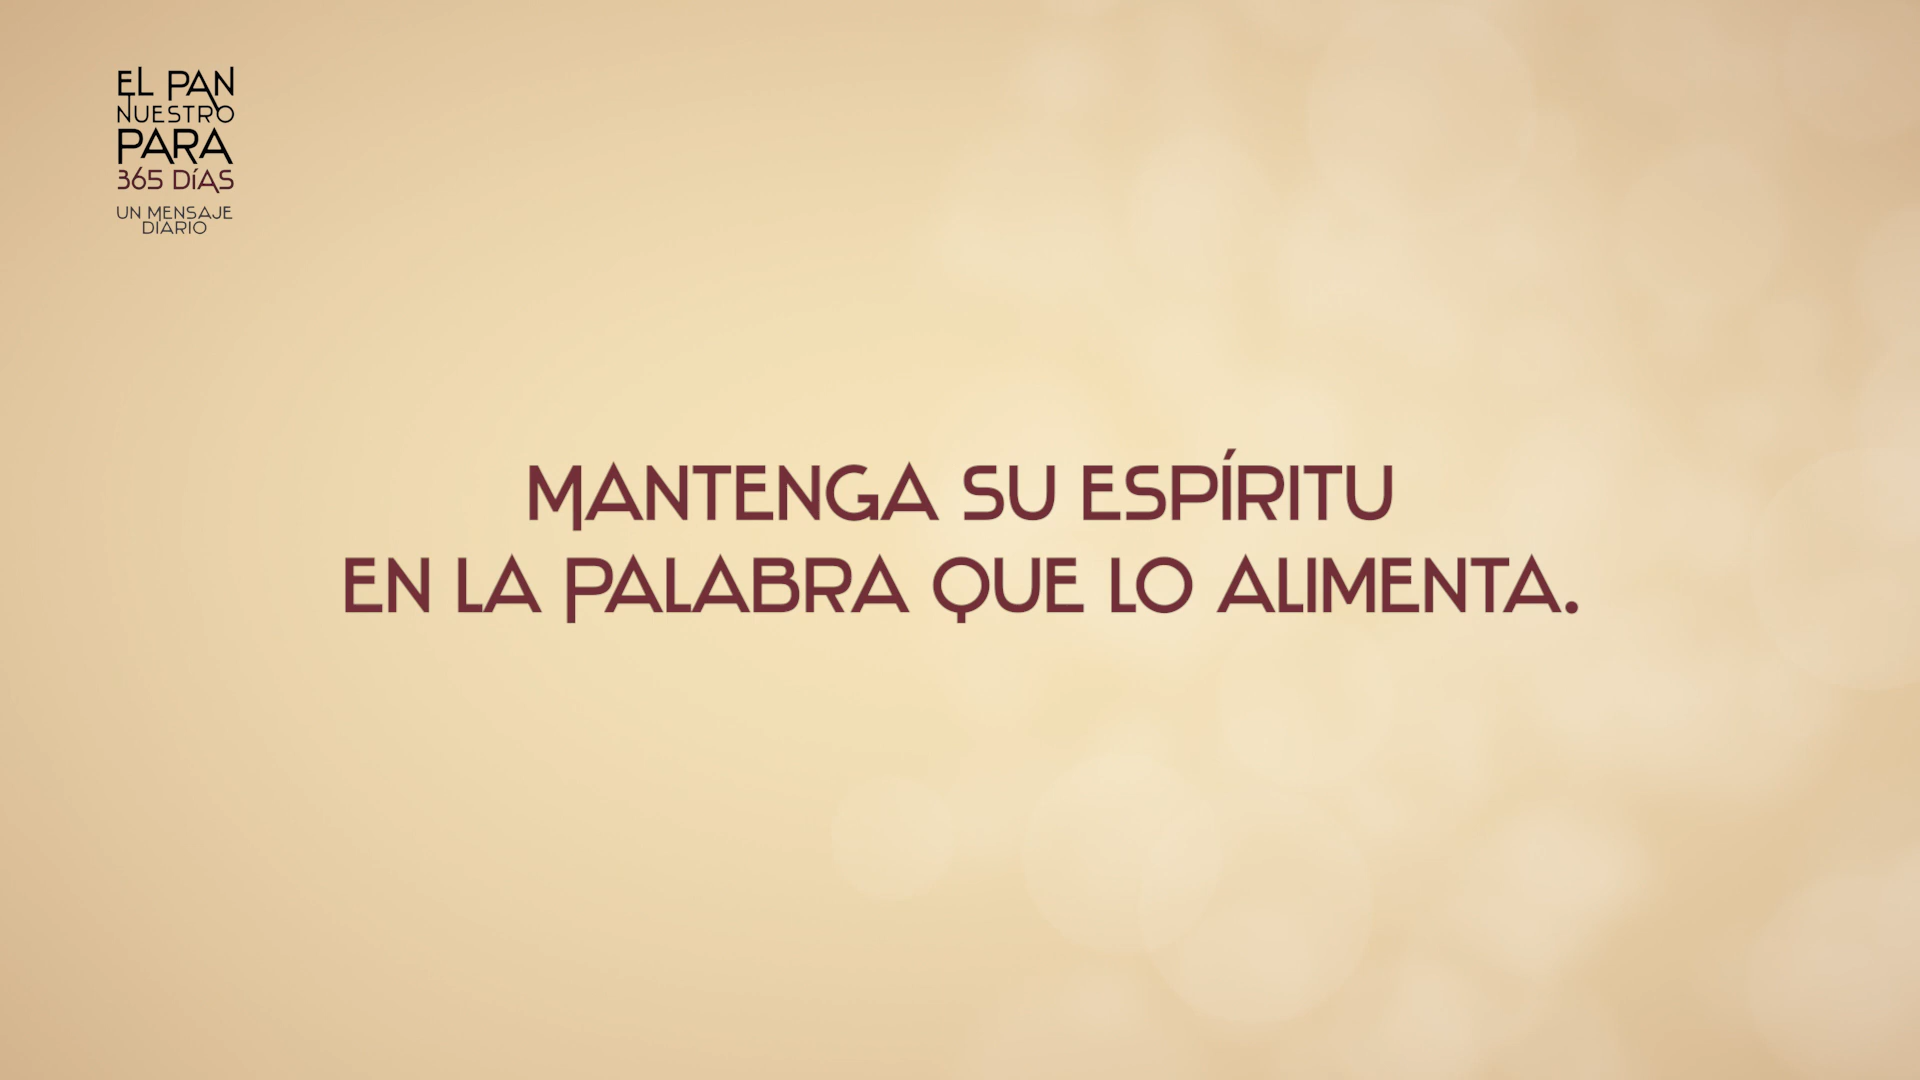 EL PAN
NUESTRO
PARA
365 DÍAS
UN MENSAJE
DIARIO
MANTENGA SU ESPÍRITU
EN LA PALABRA QUE LO ALIMENTA.